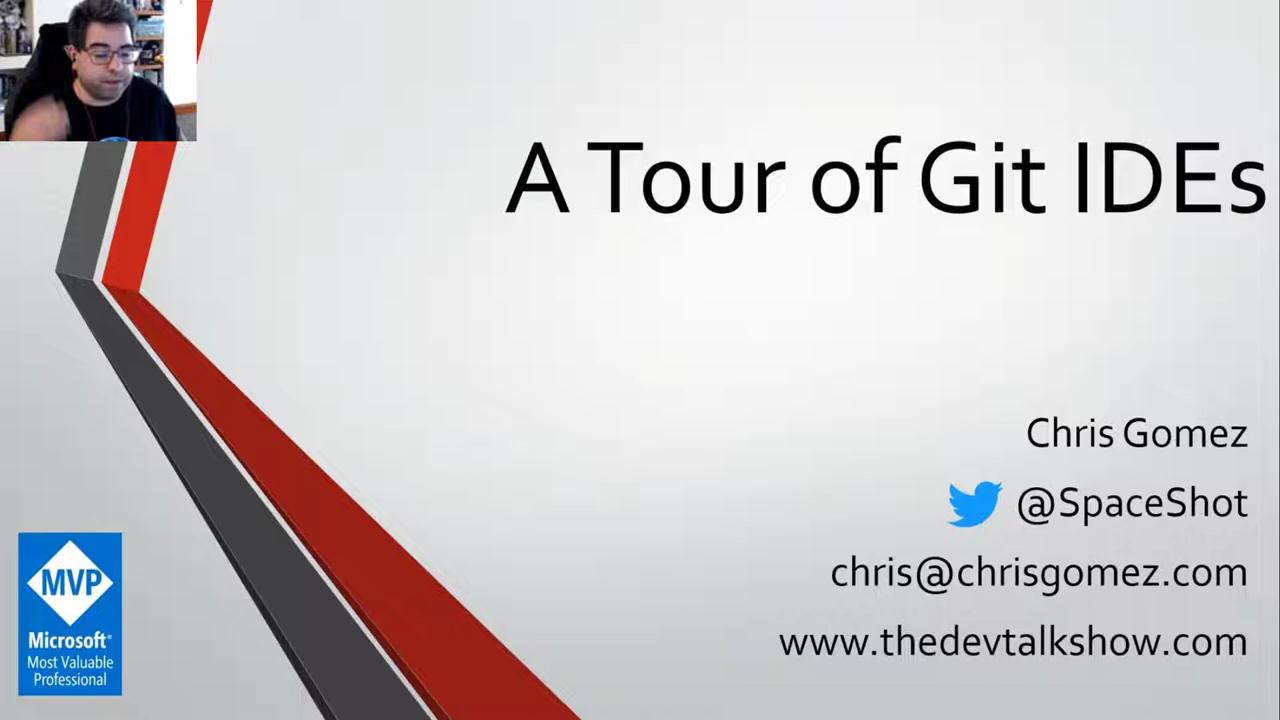 A Tour of Git IDEs
Chris Gomez
@SpaceShot
chris@chrisgomez.com
www.thedevtalkshow.com
MVP
Microsoft®
Most Valuable
Professional